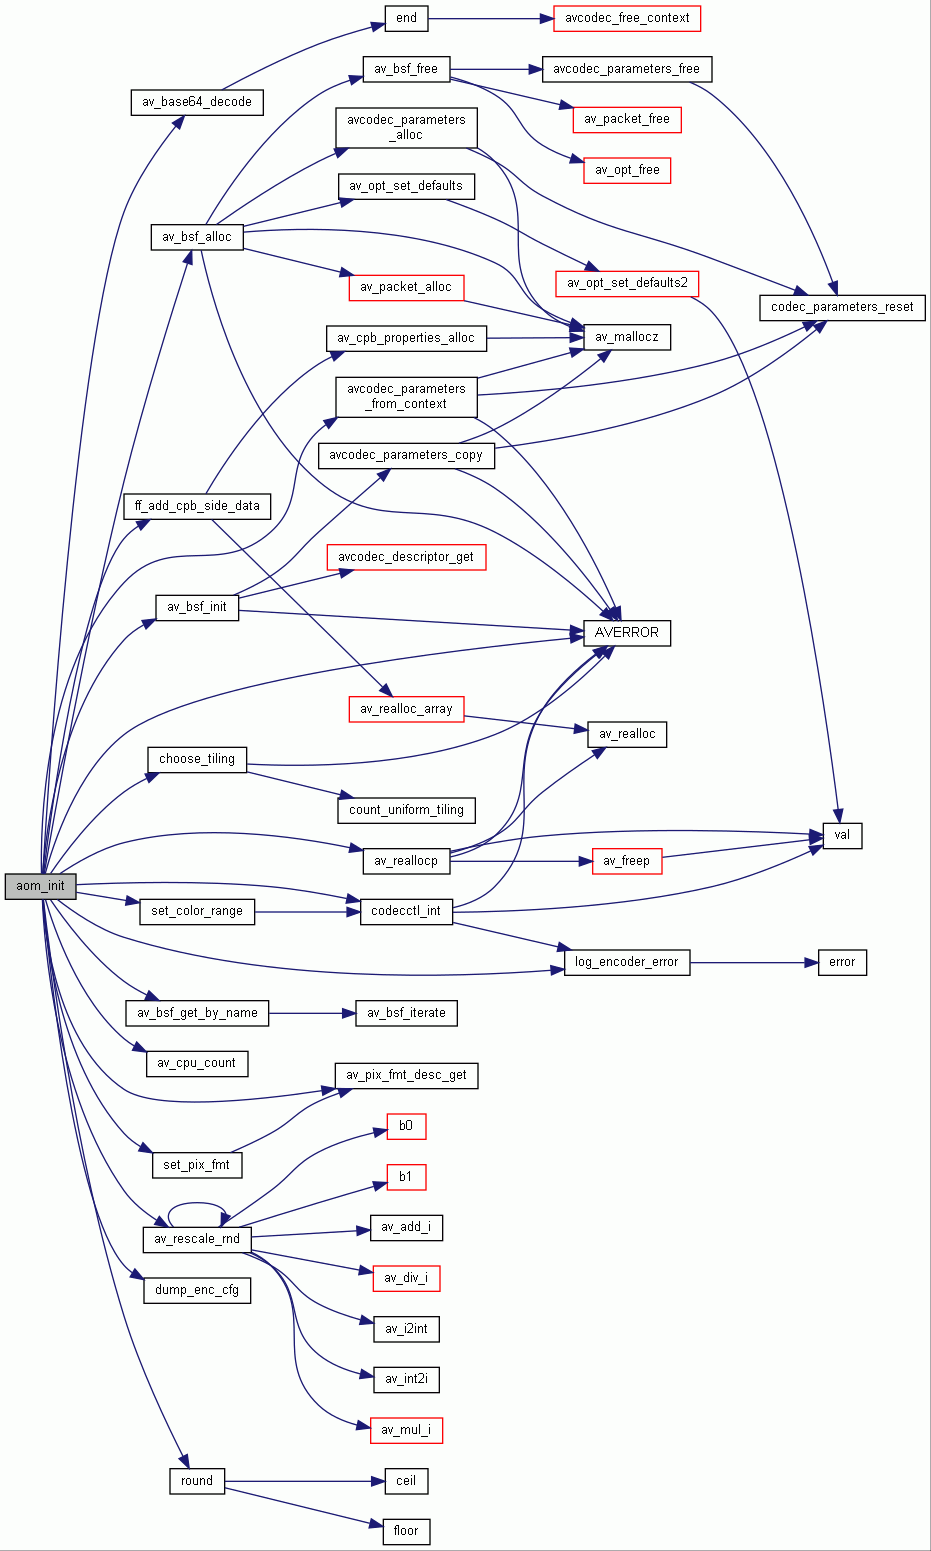 end
avcodec_free_context
av_bsf_free
avcodec_parameters_free
av_base64_decode
avcodec_parameters
_alloc
av_packet_free
av_opt_free
av_opt_set_defaults
av_bsf_alloc
av_packet_alloc
av_opt_set_defaults2
codec_parameters_reset
av_cpb_properties_alloc
av_mallocz
avcodec_parameters
_from_context
avcodec_parameters_copy
ff_add_cpb_side_data
avcodec_descriptor_get
av_bsf_init
AVERROR
av_realloc_array
av_realloc
choose_tiling
count_uniform_tiling
val
av_reallocp
av_freep
aom_init
set_color_range
codecctl_int
log_encoder_error
error
av_bsf_get_by_name
av_bsf_iterate
av_cpu_count
av_pix_fmt_desc_get
b0
set_pix_fmt
b1
av_add_i
av_rescale_rnd
av_div_i
dump_enc_cfg
av_i2int
av_int2i
av_mul_i
round
ceil
floor